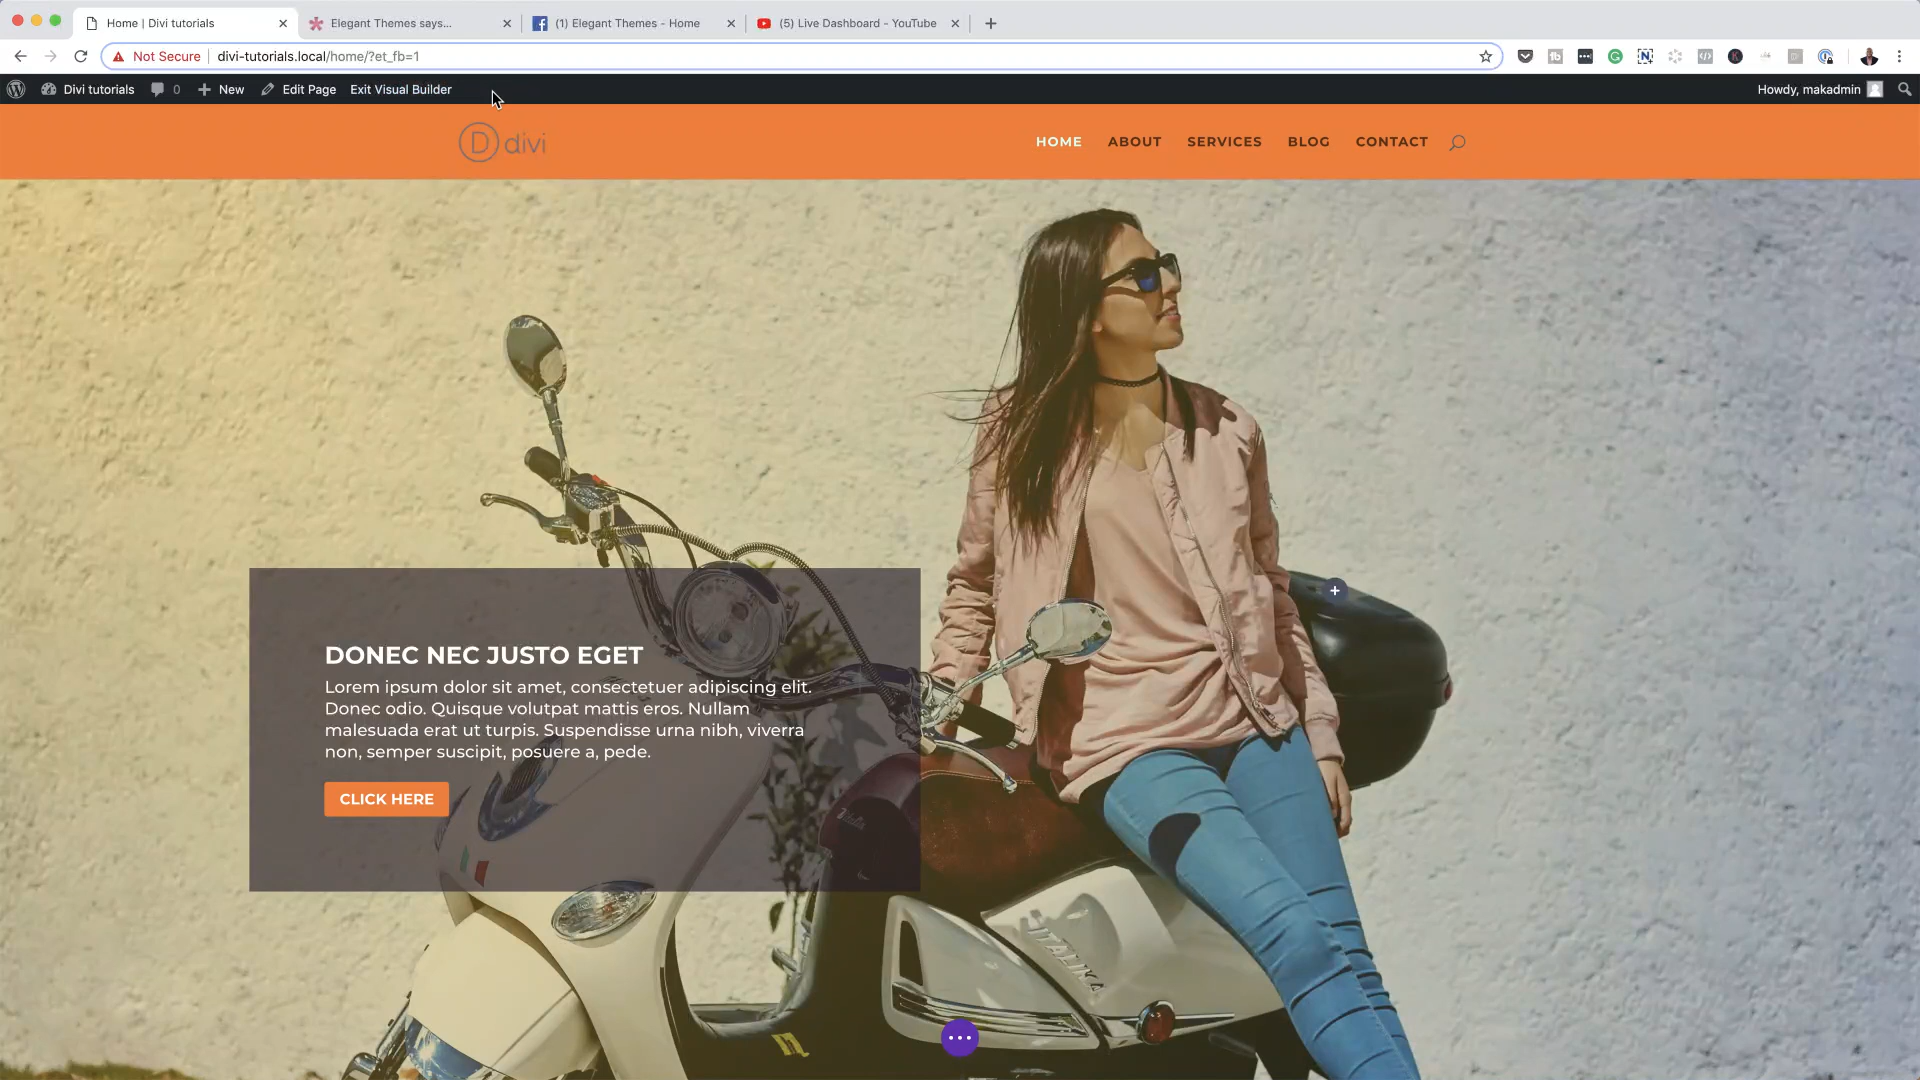 Home | Divi tutorials
Elegant Themes says...
(1) Elegant Themes - Home
(5) Live Dashboard - YouTube
Not Secure
divi-tutorials.local/home/?et_fb=1
Divi tutorials
0
New
Edit Page
Exit Visual Builder
Howdy, makadmin
D divi
HOME
ABOUT
SERVICES
BLOG
CONTACT
DONEC NEC JUSTO EGET
Lorem ipsum dolor sit amet, consectetuer adipiscing elit.
Donec odio. Quisque volutpat mattis eros. Nullam
malesuada erat ut turpis. Suspendisse urna nibh, viverra
non, semper suscipit, posuere a, pede.
CLICK HERE
ITALIKA